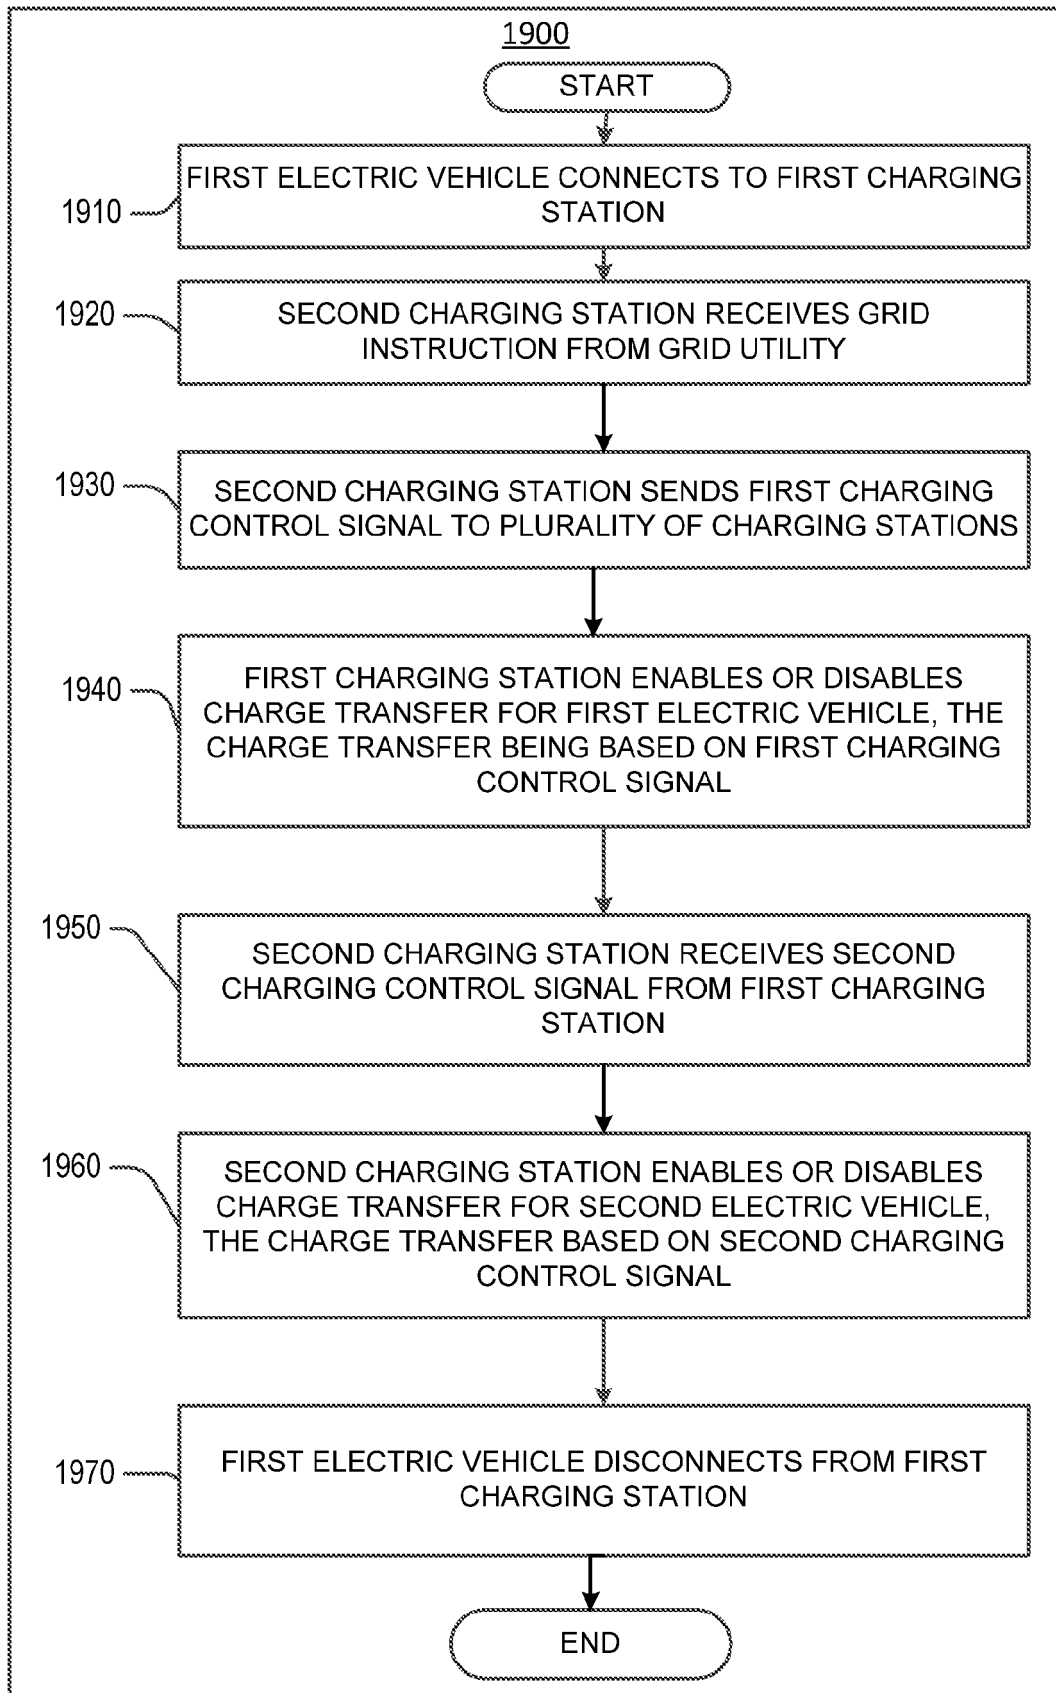 1900
START
FIRST ELECTRIC VEHICLE CONNECTS TO FIRST CHARGING
STATION
1910
1920
SECOND CHARGING STATION RECEIVES GRID
INSTRUCTION FROM GRID UTILITY
1930
SECOND CHARGING STATION SENDS FIRST CHARGING
CONTROL SIGNAL TO PLURALITY OF CHARGING STATIONS
1940
FIRST CHARGING STATION ENABLES OR DISABLES
CHARGE TRANSFER FOR FIRST ELECTRIC VEHICLE, THE
CHARGE TRANSFER BEING BASED ON FIRST CHARGING
CONTROL SIGNAL
1950
SECOND CHARGING STATION RECEIVES SECOND
CHARGING CONTROL SIGNAL FROM FIRST CHARGING
STATION
1960
SECOND CHARGING STATION ENABLES OR DISABLES
CHARGE TRANSFER FOR SECOND ELECTRIC VEHICLE,
THE CHARGE TRANSFER BASED ON SECOND CHARGING
CONTROL SIGNAL
1970
FIRST ELECTRIC VEHICLE DISCONNECTS FROM FIRST
CHARGING STATION
END